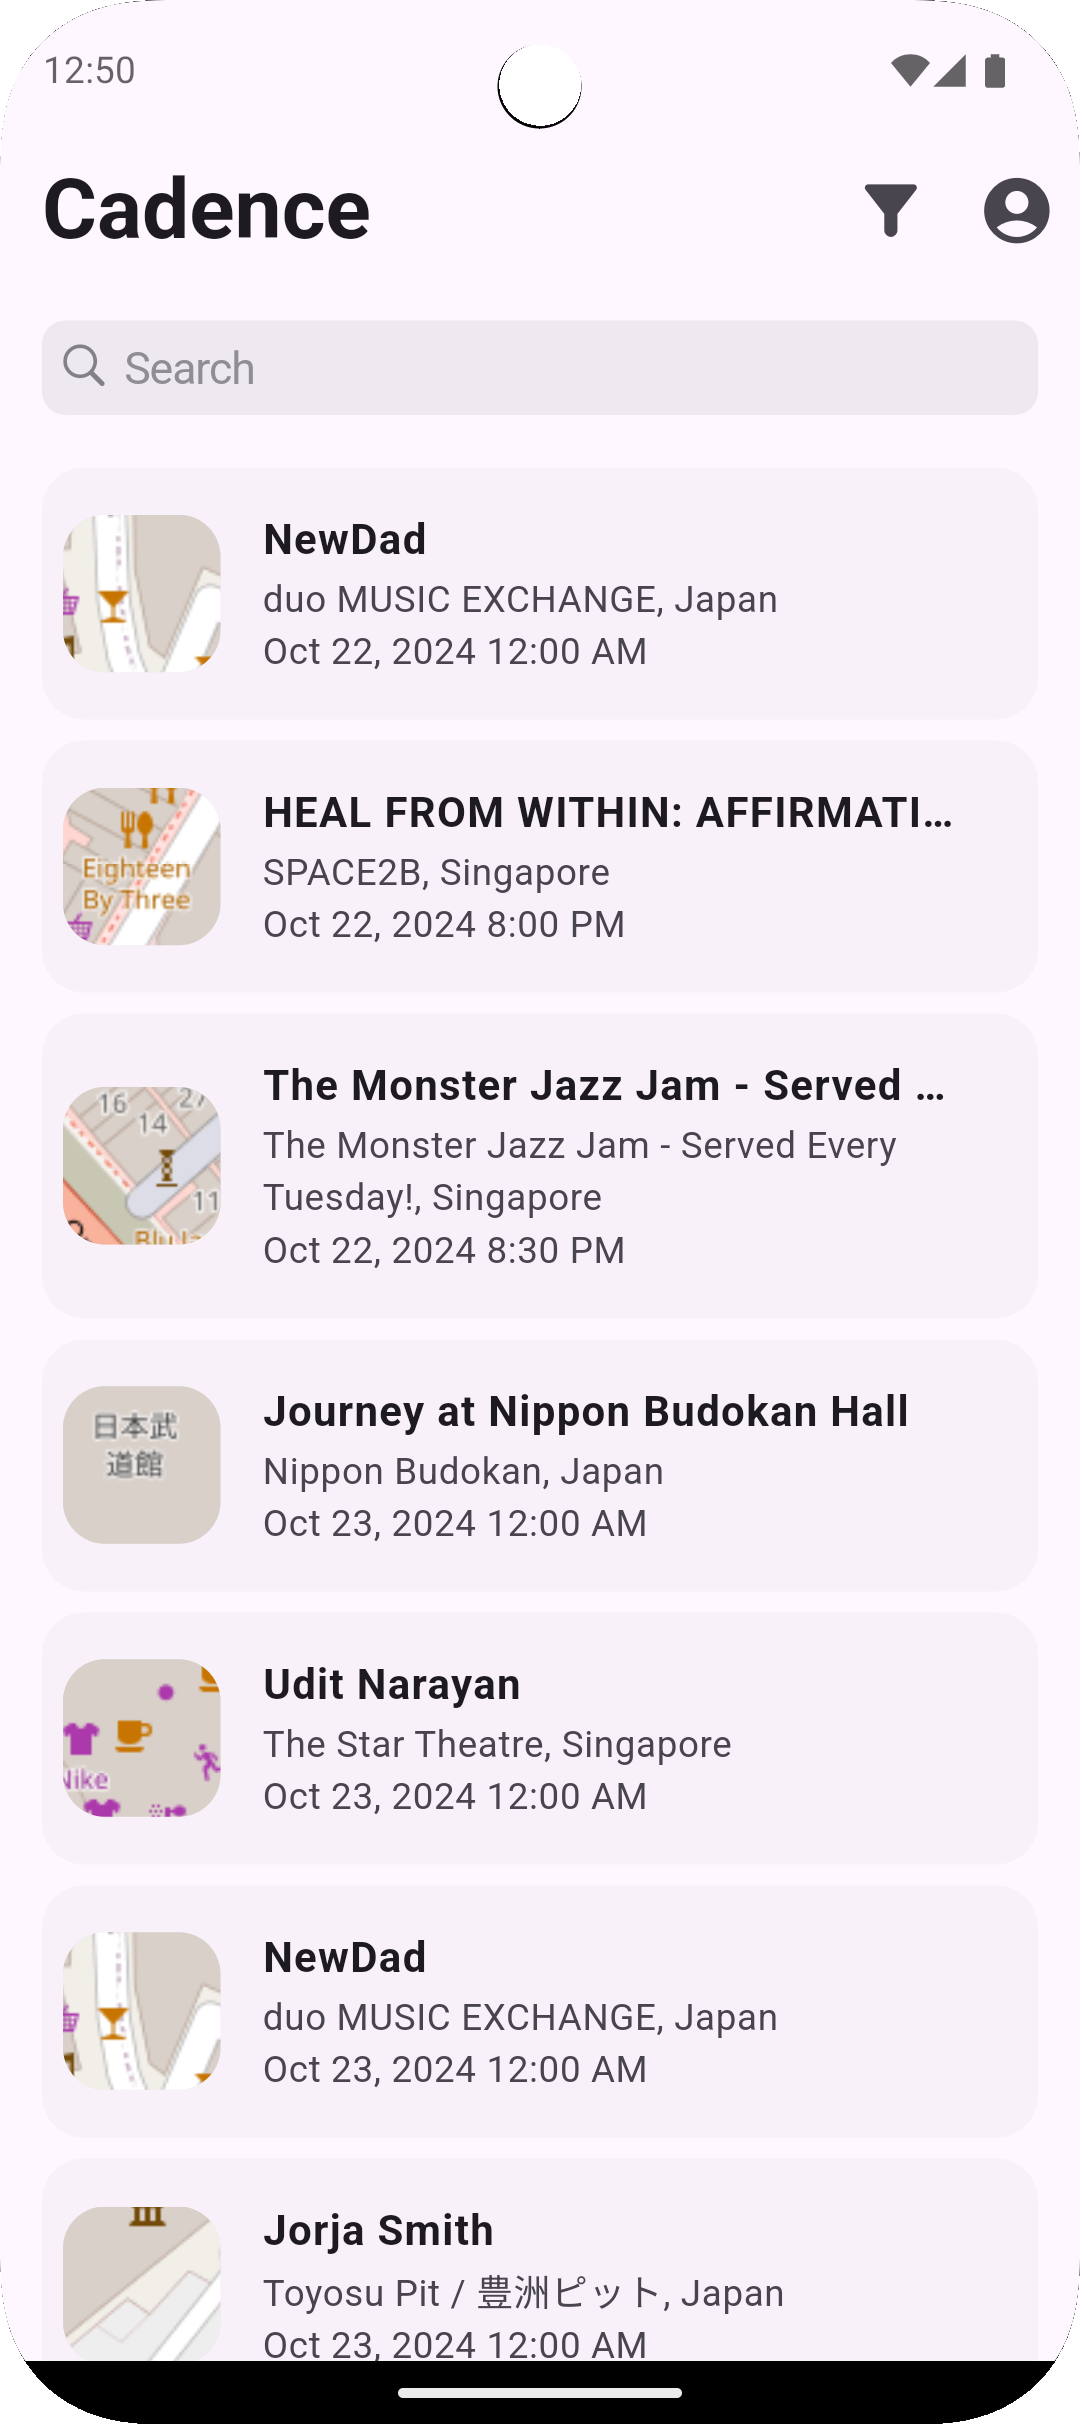 12:50
Cadence
Search
NewDad
duo MUSIC EXCHANGE, Japan
Oct 22, 2024 12:00 AM
Eighteen
By Three
HEAL FROM WITHIN: AFFIRMATI...
SPACE2B, Singapore
Oct 22, 2024 8:00 PM
16
14
11
The Monster Jazz Jam - Served ...
The Monster Jazz Jam - Served Every
Tuesday!, Singapore
Oct 22, 2024 8:30 PM
日本武
道館
Journey at Nippon Budokan Hall
Nippon Budokan, Japan
Oct 23, 2024 12:00 AM
Nike
Udit Narayan
The Star Theatre, Singapore
Oct 23, 2024 12:00 AM
NewDad
duo MUSIC EXCHANGE, Japan
Oct 23, 2024 12:00 AM
Jorja Smith
Toyosu Pit / 豊洲ピット, Japan
Oct 23, 2024 12:00 AM